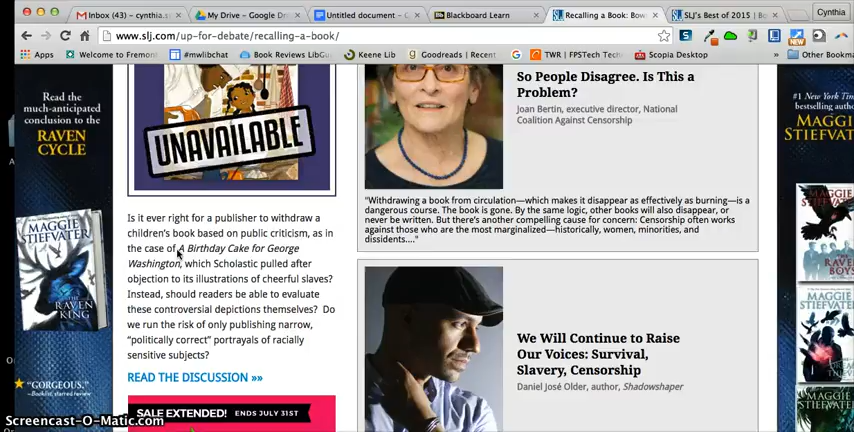 Inbox (43) - cynthia.s
My Drive - Google Dr
Untitled document - G
Blackboard Learn
Recalling a Book: Bow
SLJ's Best of 2015 | Bo
Cynthia
www.slj.com/up-for-debate/recalling-a-book/
Apps
Welcome to Fremont
#mwlibchat
Book Reviews LibG
Keene Lib
Goodreads | Recent
TWR | FPSTech Tech
Scopia Desktop
»
Other Bookma
Read the
much-anticipated
conclusion to the
RAVEN
CYCLE
MAGGIE
STIEFVATER
THE
RAVEN
KING
"GORGEOUS."
—Booklist, starred review
UNAVAILABLE
Is it ever right for a publisher to withdraw a
children's book based on public criticism, as in
the case of A Birthday Cake for George
Washington, which Scholastic pulled after
objection to its illustrations of cheerful slaves?
Instead, should readers be able to evaluate
these controversial depictions themselves? Do
we run the risk of only publishing narrow,
"politically correct" portrayals of racially
sensitive subjects?
READ THE DISCUSSION »»
SALE EXTENDED! ENDS JULY 31ST
So People Disagree. Is This a
Problem?
Joan Bertin, executive director, National
Coalition Against Censorship
"Withdrawing a book from circulation—which makes it disappear as effectively as burning—is a
dangerous course. The book is gone. By the same logic, other books will also disappear, or
never be written. But there's another compelling cause for concern: Censorship often works
against those who are the most marginalized—historically, women, minorities, and
dissidents...."
We Will Continue to Raise
Our Voices: Survival,
Slavery, Censorship
Daniel José Older, author, Shadowshaper
#1 New York Times
bestselling author
MAGGIE
STIEFVATER
MAGGIE
THE RAVEN
BOYS
MAGGIE
STIEFVATER
MAGGIE
STIEFVATER
Screencast-O-Matic.com